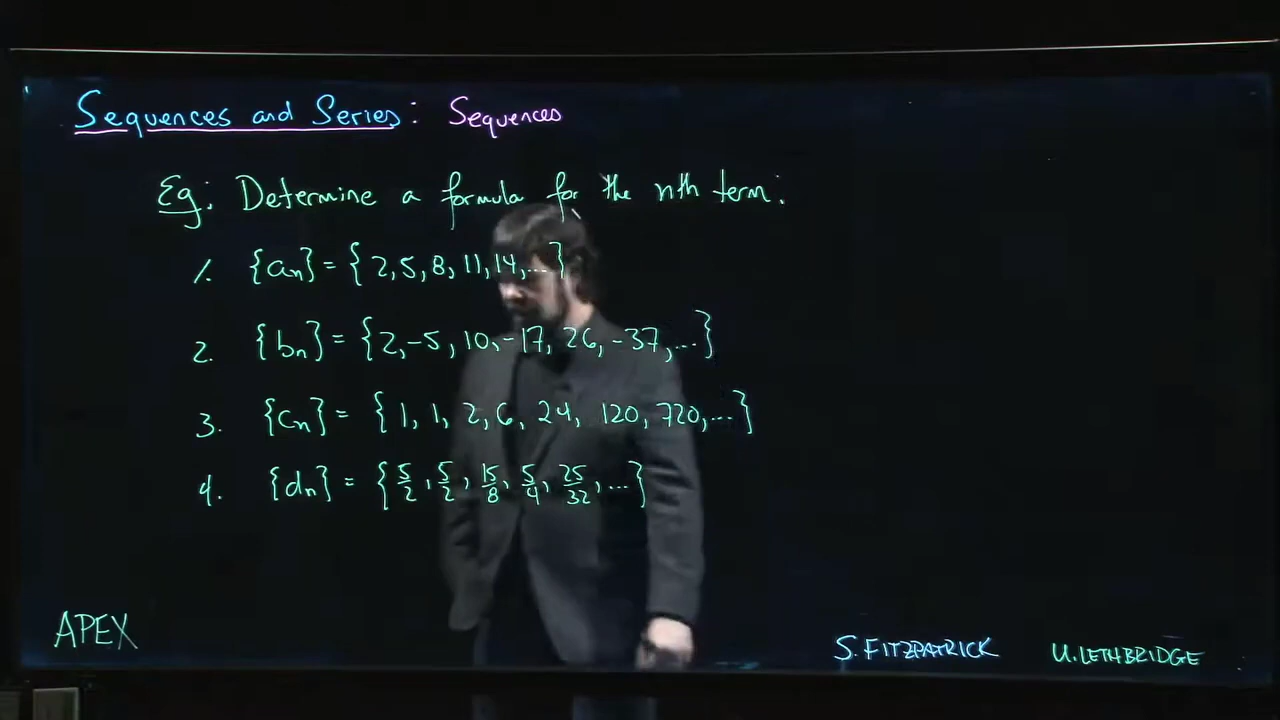 Sequences and Series: Sequences
Eg: Determine a formula for the nth term:
1. {an} = {2, 5, 8, 11, 14, ...}
2. {bn} = {2, -5, 10, -17, 26, -37, ...}
3. {cn} = {1, 1, 2, 6, 24, 120, 720, ...}
4. {dn} = {5/2, 5/2, 15/8, 5/4, 25/32, ...}
APEX
S. FITZPATRICK U. LETHBRIDGE